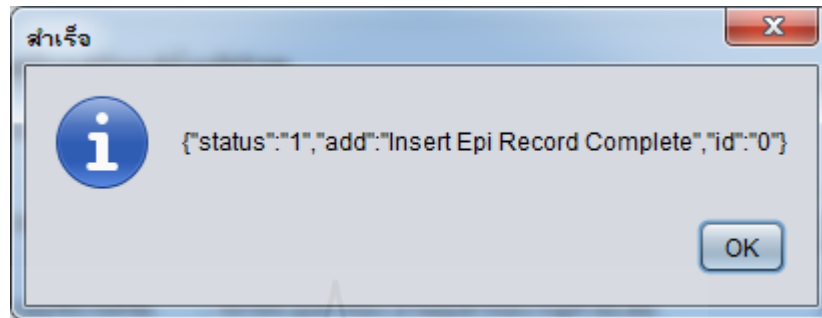 สำเร็จ
{"status":"1","add":"Insert Epi Record Complete","id":"0"}
OK